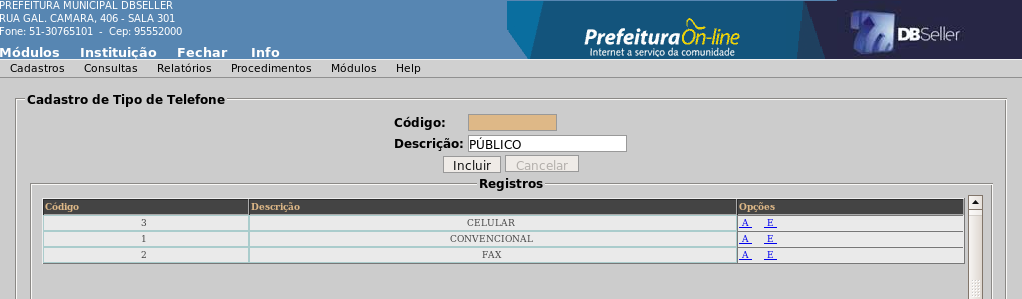 PREFEITURA MUNICIPAL DBSELLER
RUA GAL. CAMARA, 406 - SALA 301
Fone: 51-30765101 - Cep: 95552000
PrefeituraOn-line
Internet a serviço da comunidade
DBSeller
Módulos Instituição Fechar Info
Cadastros Consultas Relatórios Procedimentos Módulos Help
Cadastro de Tipo de Telefone
Código:
Descrição: PÚBLICO
Incluir Cancelar
Registros
Código Descrição Opções
3 CELULAR A E
1 CONVENCIONAL A E
2 FAX A E